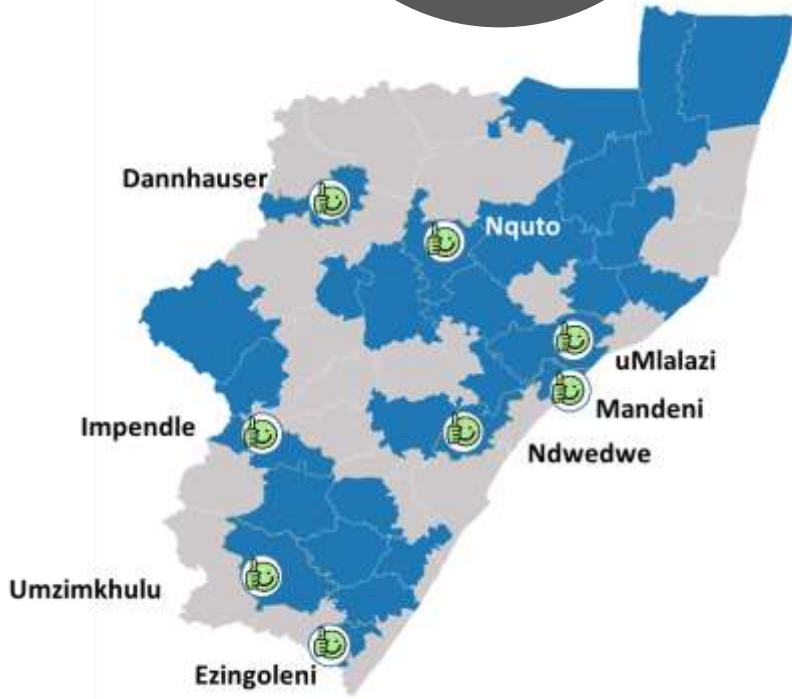 Dannhauser
Nquto
uMlalazi
Mandeni
Impendle
Ndwedwe
Umzimkhulu
Ezingoleni